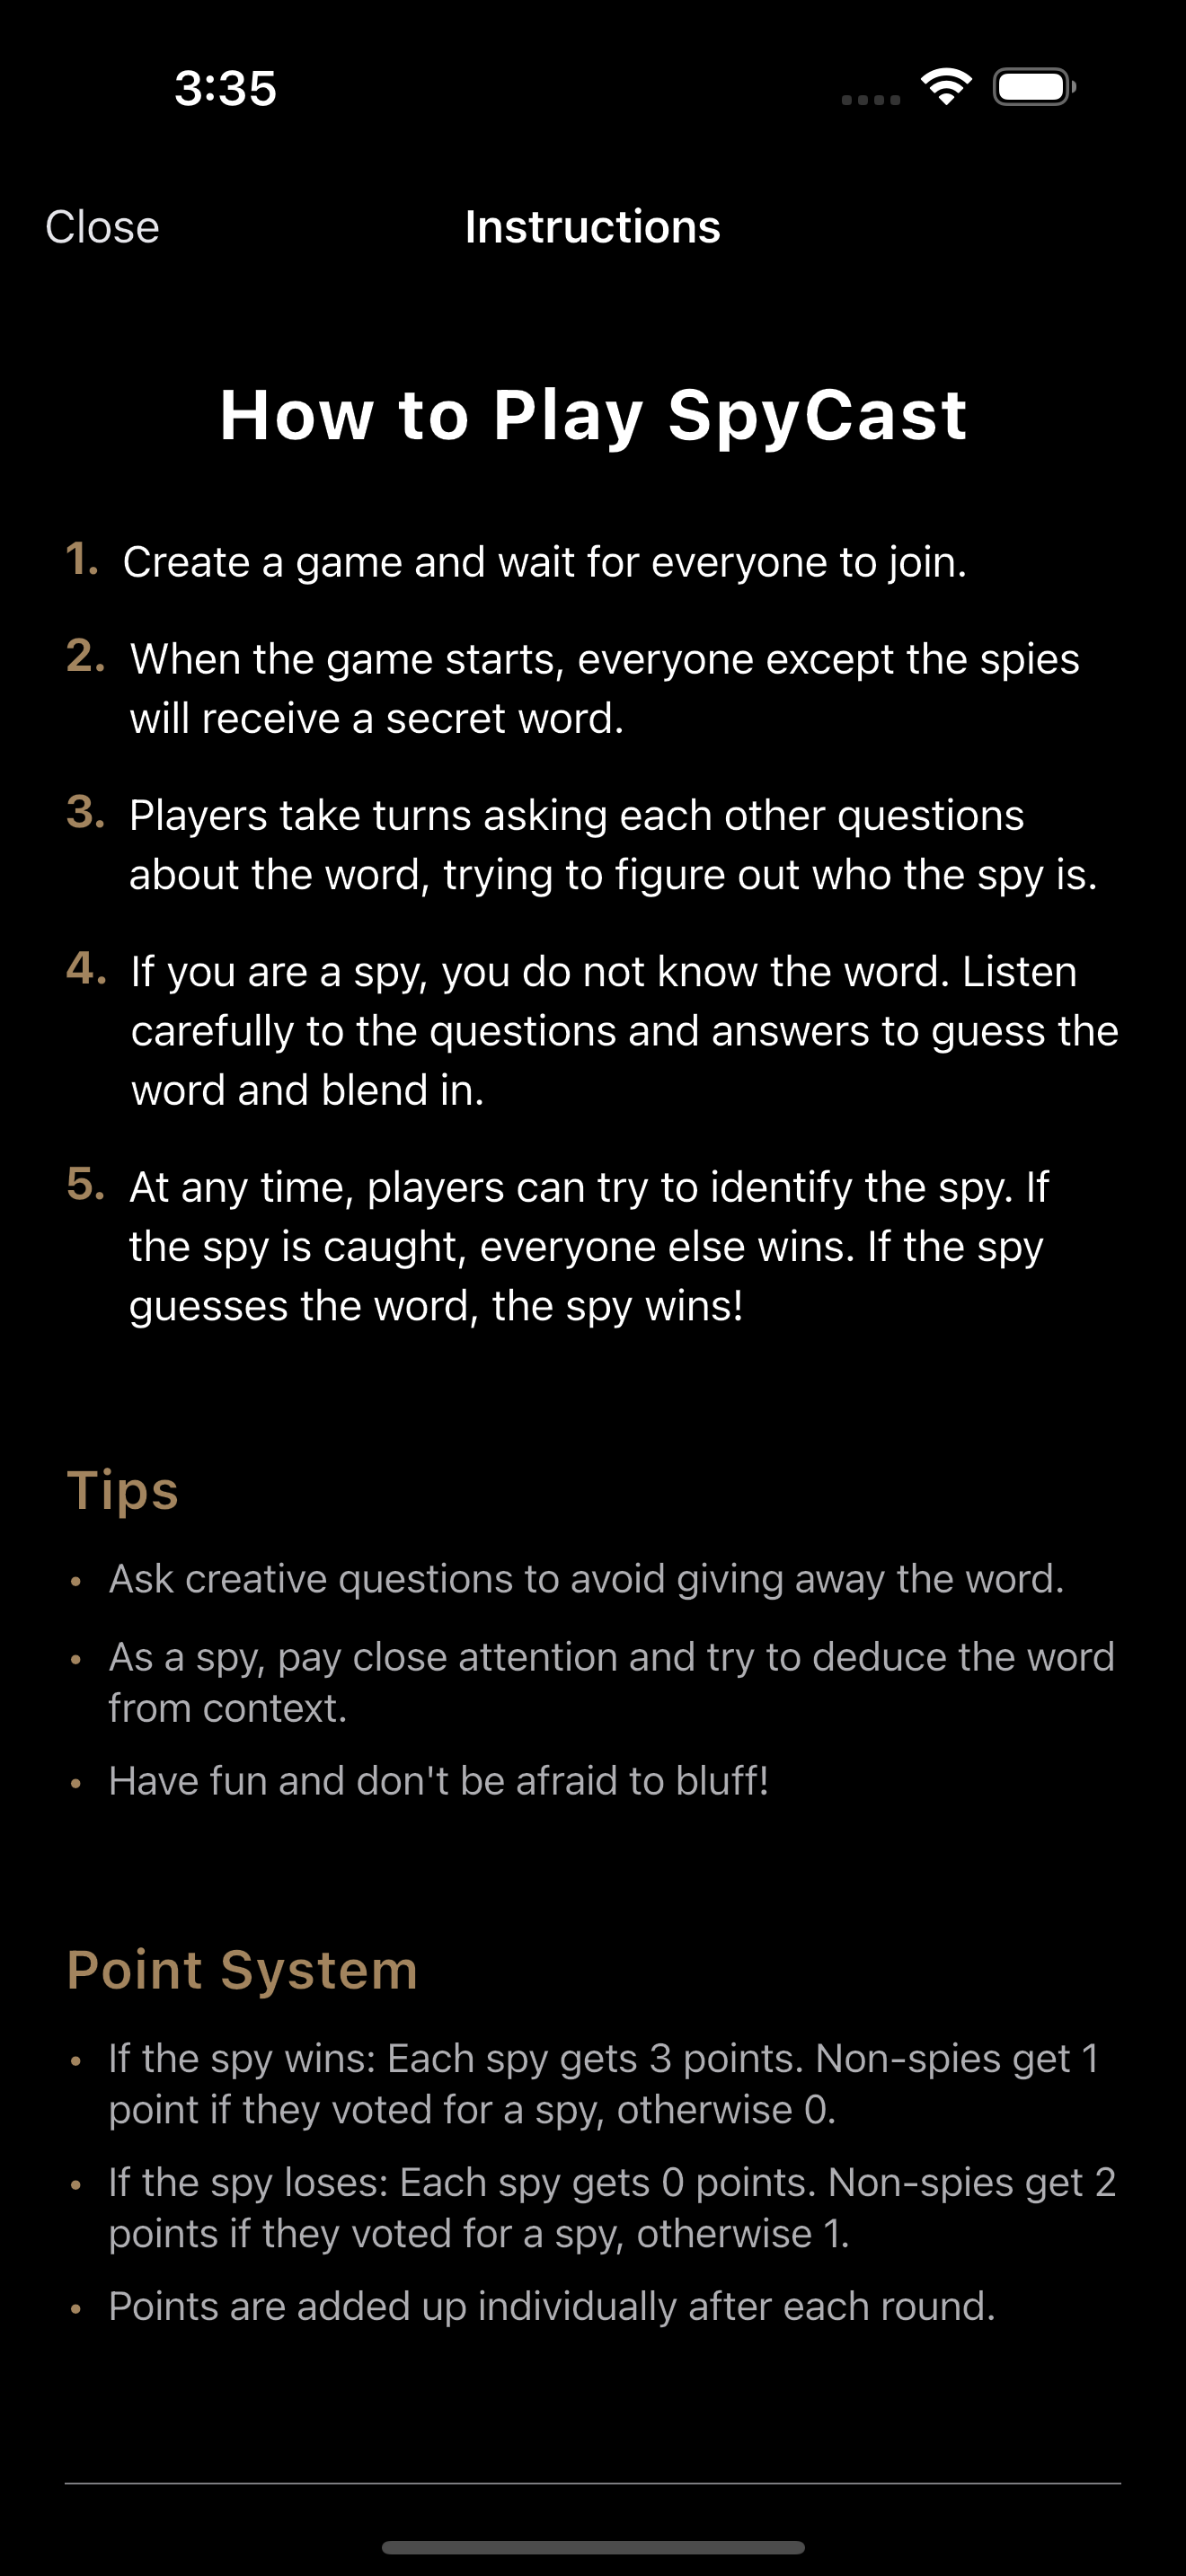 3:35
Close
Instructions
How to Play SpyCast
1. Create a game and wait for everyone to join.
2. When the game starts, everyone except the spies
will receive a secret word.
3. Players take turns asking each other questions
about the word, trying to figure out who the spy is.
4. If you are a spy, you do not know the word. Listen
carefully to the questions and answers to guess the
word and blend in.
5. At any time, players can try to identify the spy. If
the spy is caught, everyone else wins. If the spy
guesses the word, the spy wins!
Tips
• Ask creative questions to avoid giving away the word.
• As a spy, pay close attention and try to deduce the word
from context.
• Have fun and don't be afraid to bluff!
Point System
• If the spy wins: Each spy gets 3 points. Non-spies get 1
point if they voted for a spy, otherwise 0.
• If the spy loses: Each spy gets 0 points. Non-spies get 2
points if they voted for a spy, otherwise 1.
• Points are added up individually after each round.